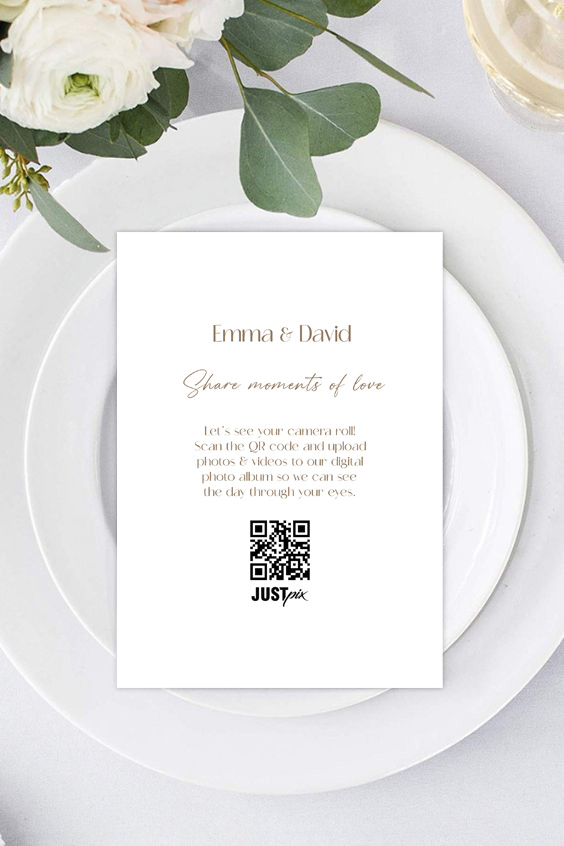 Emma & David
Share moments of love
Let's see your camera roll!
Scan the QR code and upload
photos & videos to our digital
photo album so we can see
the day through your eyes.
JUSTpix